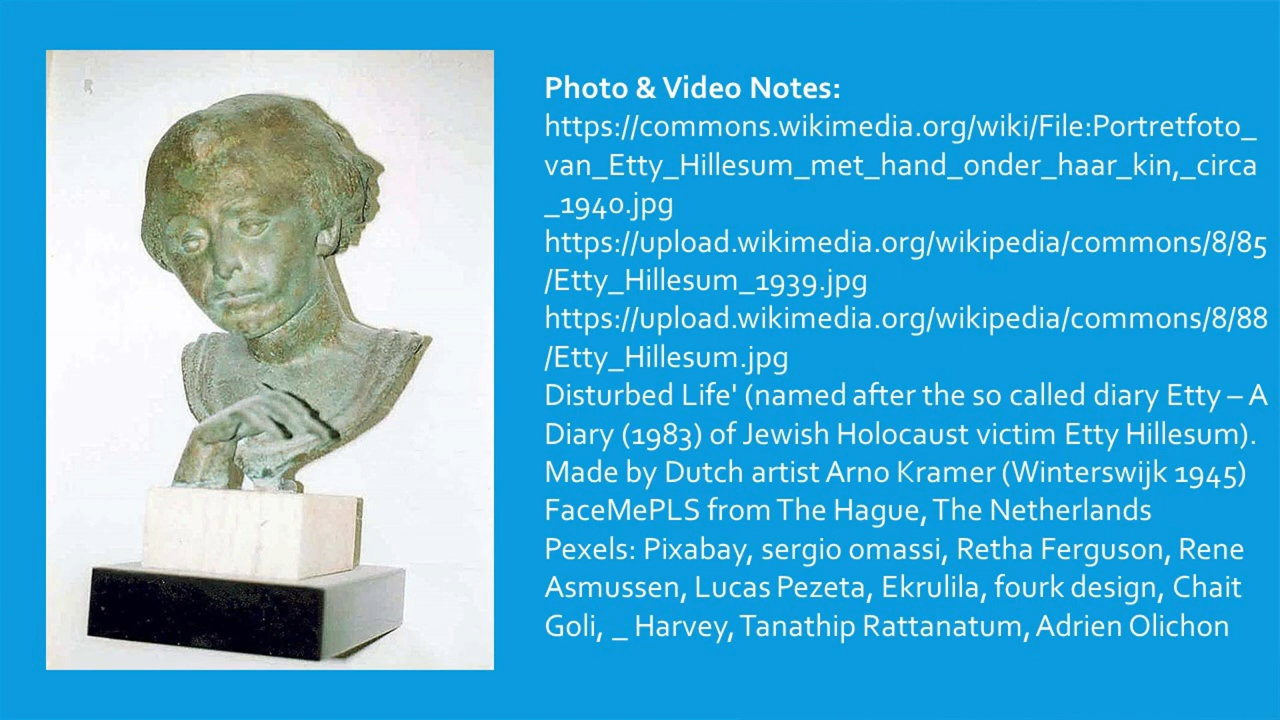 Photo & Video Notes:
https://commons.wikimedia.org/wiki/File:Portretfoto_
van_Etty_Hillesum_met_hand_onder_haar_kin,_circa
_1940.jpg
https://upload.wikimedia.org/wikipedia/commons/8/85
/Etty_Hillesum_1939.jpg
https://upload.wikimedia.org/wikipedia/commons/8/88
/Etty_Hillesum.jpg
Disturbed Life' (named after the so called diary Etty – A
Diary (1983) of Jewish Holocaust victim Etty Hillesum).
Made by Dutch artist Arno Kramer (Winterswijk 1945)
FaceMePLS from The Hague, The Netherlands
Pexels: Pixabay, sergio omassi, Retha Ferguson, Rene
Asmussen, Lucas Pezeta, Ekrulila, fourk design, Chait
Goli, _ Harvey, Tanathip Rattanatum, Adrien Olichon